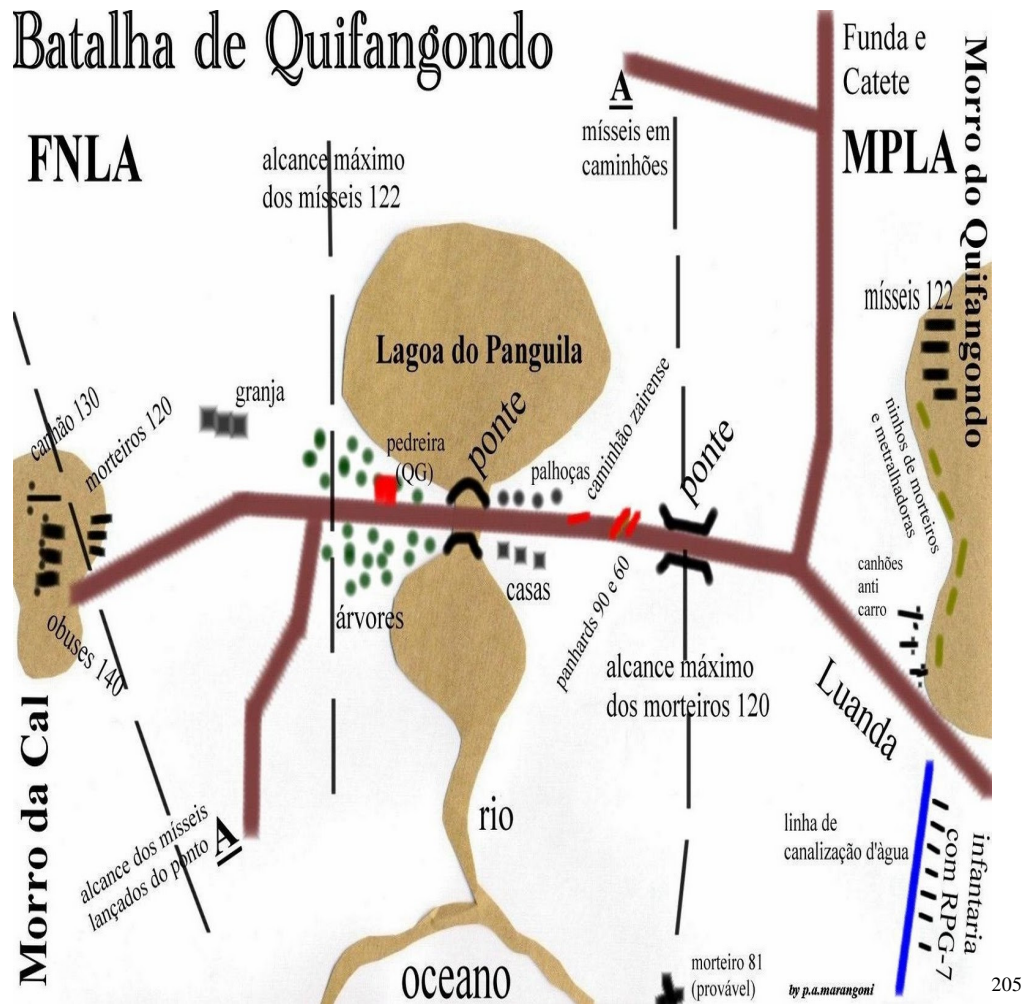 Batalha de Quifangondo
Funda e
Catete
Morro do Quifangondo
A
mísseis em
caminhões
FNLA
MPLA
alcance máximo
dos mísseis 122
mísseis 122
Lagoa do Panguila
canhão 130
morteiros 120
granja
pedreira
(QG)
ponte
palhoças
caminhão zairense
ponte
ninhos de morteiros
e metralhadoras
canhões
anti
carro
árvores
casas
panhards 90 e 60
obuses 140
alcance máximo
dos morteiros 120
Luanda
Morro da Cal
alcance dos mísseis
lançados do ponto A
rio
linha de
canalização d'àgua
infantaria
com RPG-7
oceano
morteiro 81
(provável)
by p.a.marangoni
205